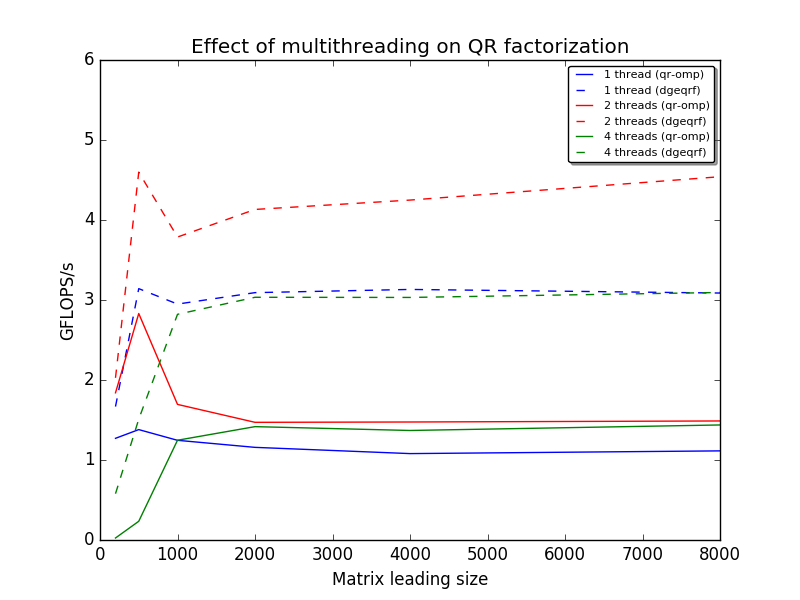 Effect of multithreading on QR factorization
1 thread (qr-omp)
1 thread (dgeqrf)
2 threads (qr-omp)
2 threads (dgeqrf)
4 threads (qr-omp)
4 threads (dgeqrf)
GFLOPS/s
6
5
4
3
2
1
0
0 1000 2000 3000 4000 5000 6000 7000 8000
Matrix leading size